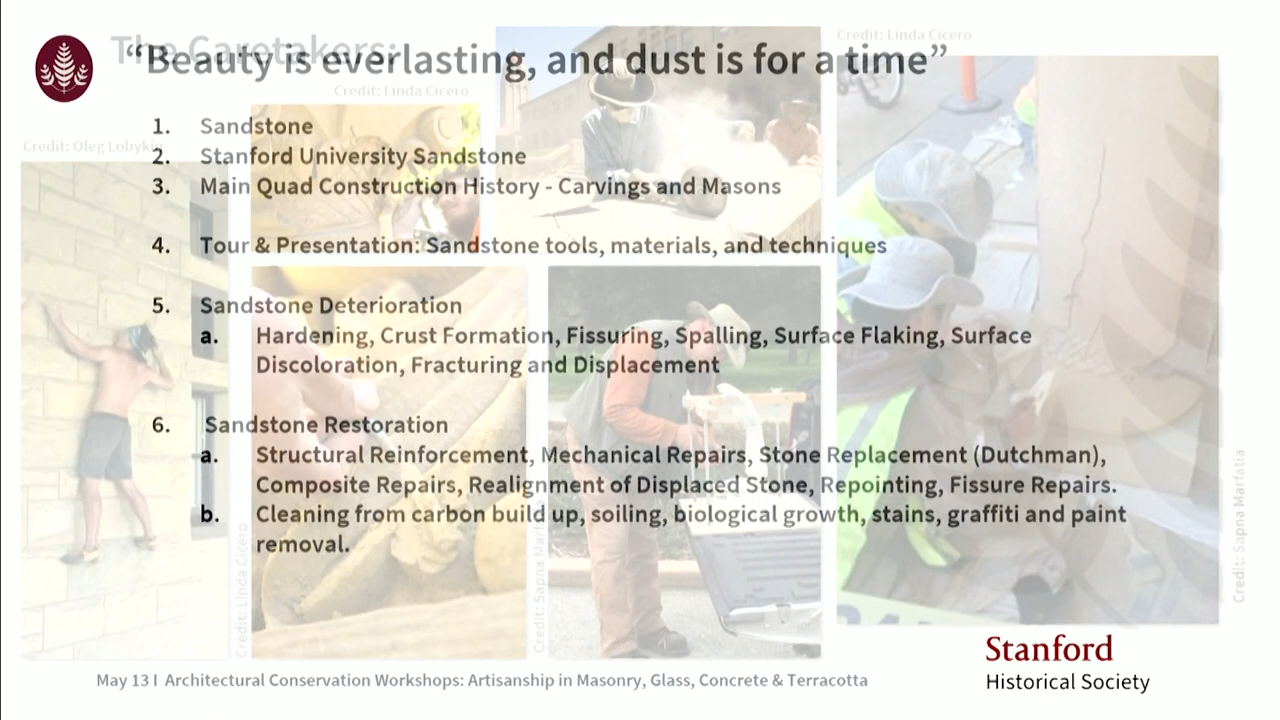 The Caretakers:
“Beauty is everlasting, and dust is for a time”
Credit: Linda Cicero
Credit: Linda Cicero
Credit: Oleg Lobykin
1. Sandstone
2. Stanford University Sandstone
3. Main Quad Construction History - Carvings and Masons
4. Tour & Presentation: Sandstone tools, materials, and techniques
5. Sandstone Deterioration
a. Hardening, Crust Formation, Fissuring, Spalling, Surface Flaking, Surface
Discoloration, Fracturing and Displacement
6. Sandstone Restoration
a. Structural Reinforcement, Mechanical Repairs, Stone Replacement (Dutchman),
Composite Repairs, Realignment of Displaced Stone, Repointing, Fissure Repairs.
b. Cleaning from carbon build up, soiling, biological growth, stains, graffiti and paint
removal.
Credit: Linda Cicero
Credit: Sapna Marfatia
Credit: Sapna Marfatia
Stanford
Historical Society
May 13 I Architectural Conservation Workshops: Artisanship in Masonry, Glass, Concrete & Terracotta